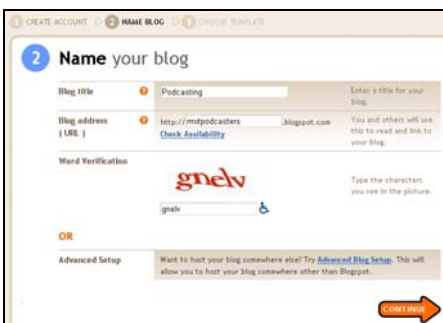 1 CREATE ACCOUNT 2 NAME BLOG 3 CHOOSE TEMPLATE
2 Name your blog
Blog title ? Podcasting Enter a title for your
blog.
Blog address ? http://rmitpodcasters .blogspot.com You and others will use
( URL ) Check Availability this to read and link to
your blog.
Word Verification
gnelv Type the characters
you see in the picture.
gnelv
OR
Advanced Setup Want to host your blog somewhere else? Try Advanced Blog Setup. This will
allow you to host your blog somewhere other than Blogspot.
CONTINUE